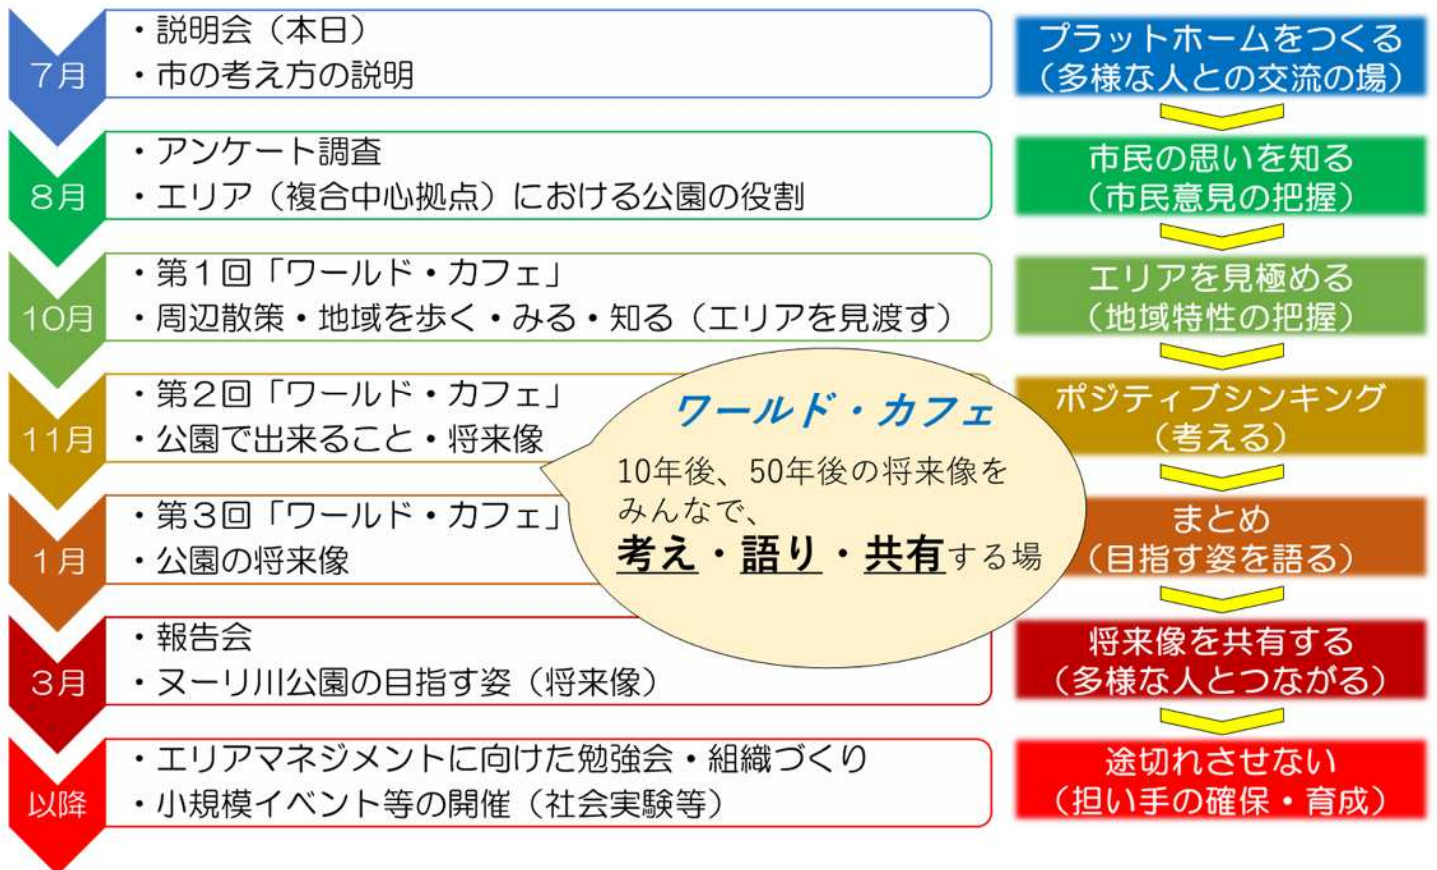 7月
・説明会（本日）
・市の考え方の説明
プラットホームをつくる
（多様な人との交流の場）
8月
・アンケート調査
・エリア（複合中心拠点）における公園の役割
市民の思いを知る
（市民意見の把握）
10月
・第1回「ワールド・カフェ」
・周辺散策・地域を歩く・みる・知る（エリアを見渡す）
エリアを見極める
（地域特性の把握）
11月
・第2回「ワールド・カフェ」
・公園で出来ること・将来像
ポジティブシンキング
（考える）
ワールド・カフェ
10年後、50年後の将来像を
みんなで、
考え・語り・共有する場
1月
・第3回「ワールド・カフェ」
・公園の将来像
まとめ
（目指す姿を語る）
3月
・報告会
・ヌーリ川公園の目指す姿（将来像）
将来像を共有する
（多様な人とつながる）
以降
・エリアマネジメントに向けた勉強会・組織づくり
・小規模イベント等の開催（社会実験等）
途切れさせない
（担い手の確保・育成）